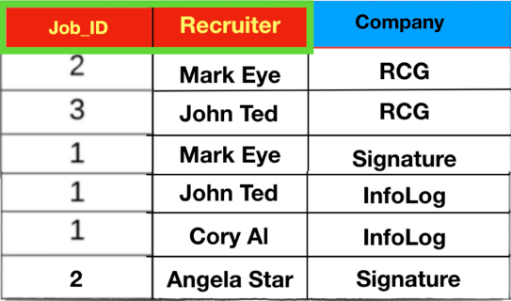 Job_ID Recruiter Company
2 Mark Eye RCG
3 John Ted RCG
1 Mark Eye Signature
1 John Ted InfoLog
1 Cory Al InfoLog
2 Angela Star Signature